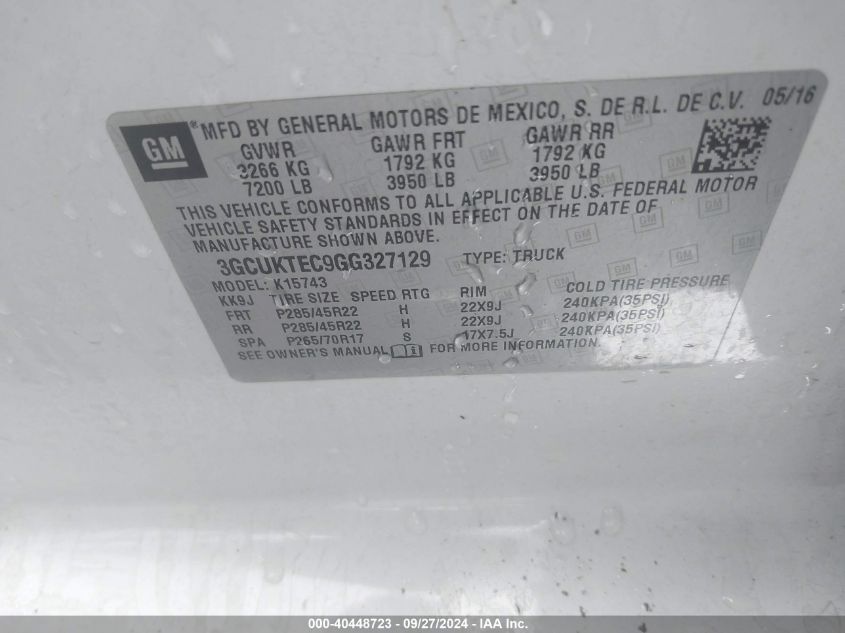 GM ® MFD BY GENERAL MOTORS DE MEXICO, S. DE R.L. DE C.V. 05/16
GVWR GAWR FRT GAWR RR
3266 KG 1792 KG 1792 KG
7200 LB 3950 LB 3950 LB
THIS VEHICLE CONFORMS TO ALL APPLICABLE U.S. FEDERAL MOTOR
VEHICLE SAFETY STANDARDS IN EFFECT ON THE DATE OF
MANUFACTURE SHOWN ABOVE.
3GCUKTEC9GG327129 TYPE: TRUCK
MODEL: K15743
KK9J TIRE SIZE SPEED RTG RIM COLD TIRE PRESSURE
FRT P285/45R22 H 22X9J 240KPA(35PSI)
RR P285/45R22 H 22X9J 240KPA(35PSI)
SPA P265/70R17 S 17X7.5J 240KPA(35PSI)
SEE OWNER'S MANUAL FOR MORE INFORMATION.
000-40448723 - 09/27/2024 - IAA Inc.